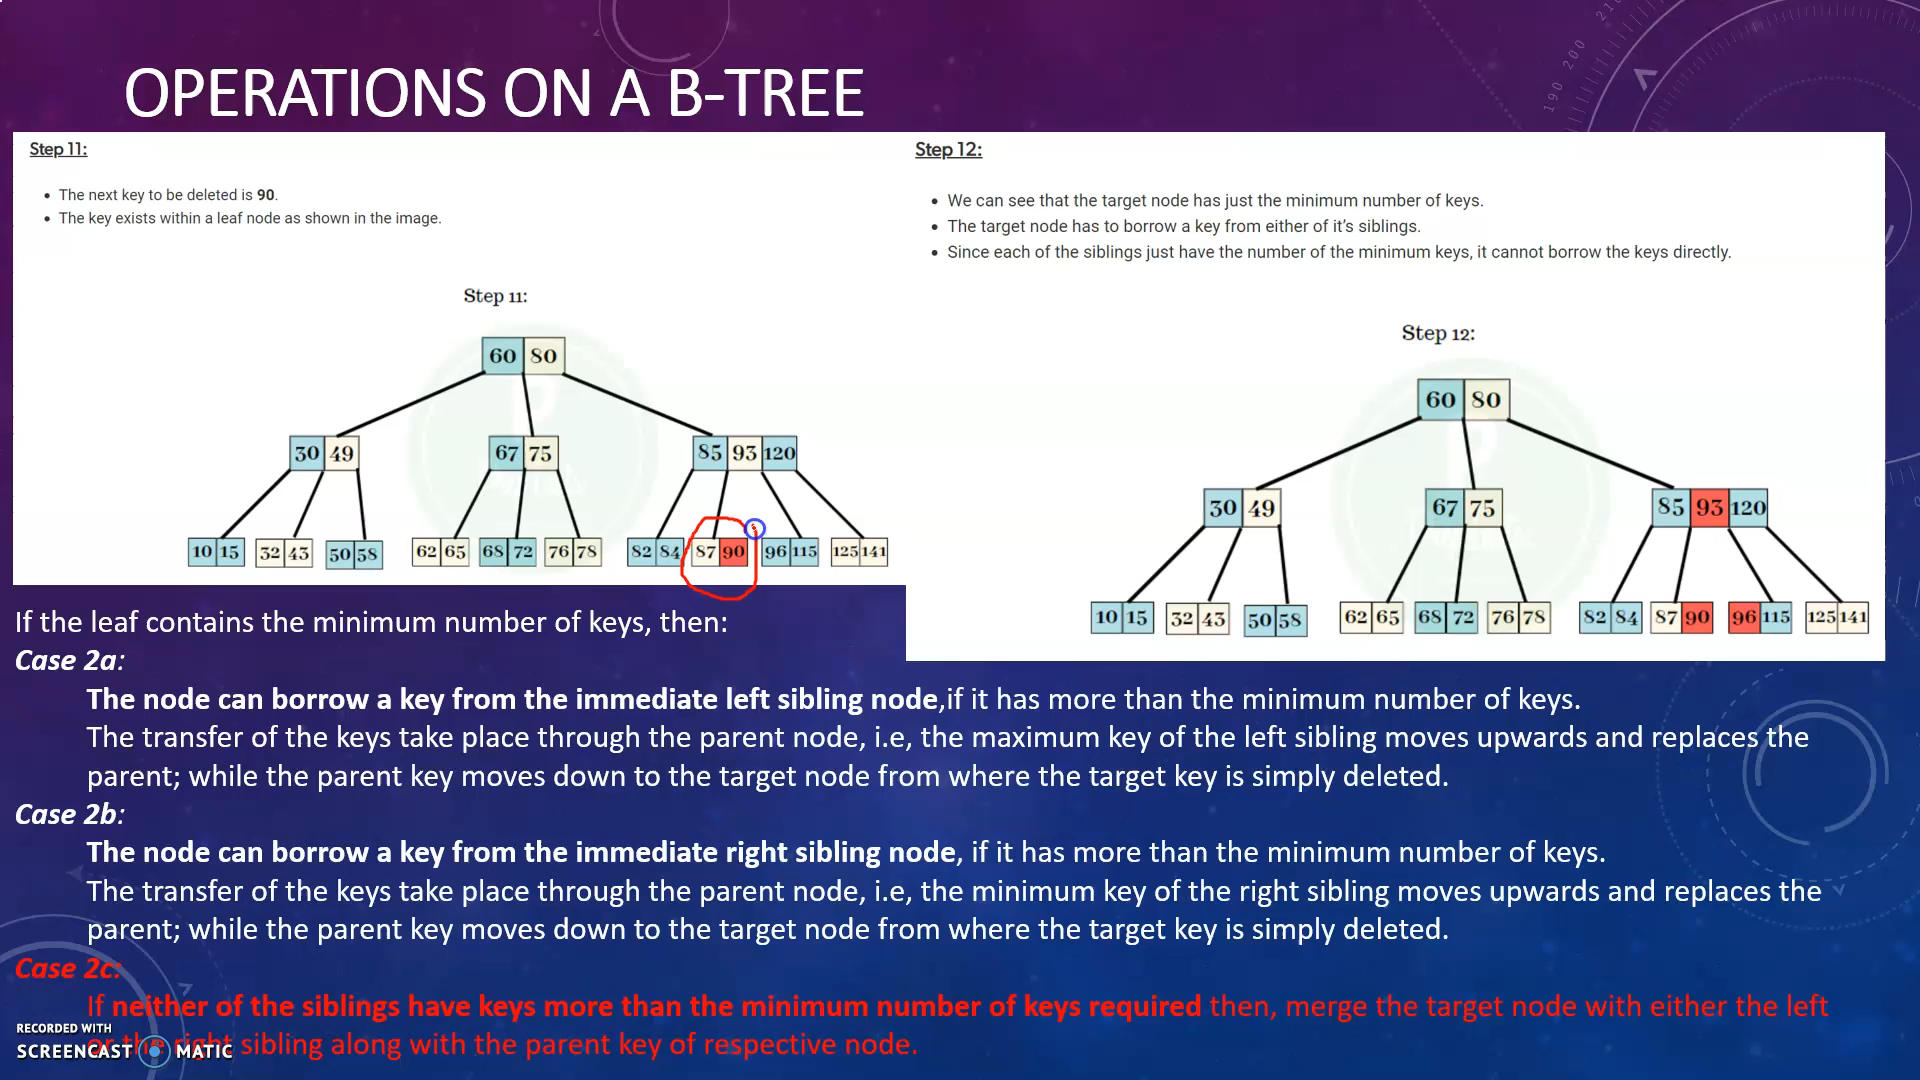 OPERATIONS ON A B-TREE
Step 11:
• The next key to be deleted is 90.
• The key exists within a leaf node as shown in the image.
Step 11:
60 80
30 49 67 75 85 93 120
10 15 32 43 50 58 62 65 68 72 76 78 82 84 87 90 96 115 125 141
Step 12:
• We can see that the target node has just the minimum number of keys.
• The target node has to borrow a key from either of it's siblings.
• Since each of the siblings just have the number of the minimum keys, it cannot borrow the keys directly.
Step 12:
60 80
30 49 67 75 85 93 120
10 15 32 43 50 58 62 65 68 72 76 78 82 84 87 90 96 115 125 141
If the leaf contains the minimum number of keys, then:
Case 2a:
The node can borrow a key from the immediate left sibling node,if it has more than the minimum number of keys.
The transfer of the keys take place through the parent node, i.e, the maximum key of the left sibling moves upwards and replaces the
parent; while the parent key moves down to the target node from where the target key is simply deleted.
Case 2b:
The node can borrow a key from the immediate right sibling node, if it has more than the minimum number of keys.
The transfer of the keys take place through the parent node, i.e, the minimum key of the right sibling moves upwards and replaces the
parent; while the parent key moves down to the target node from where the target key is simply deleted.
Case 2c:
If neither of the siblings have keys more than the minimum number of keys required then, merge the target node with either the left
or the right sibling along with the parent key of respective node.
RECORDED WITH
SCREENCAST MATIC
190 200